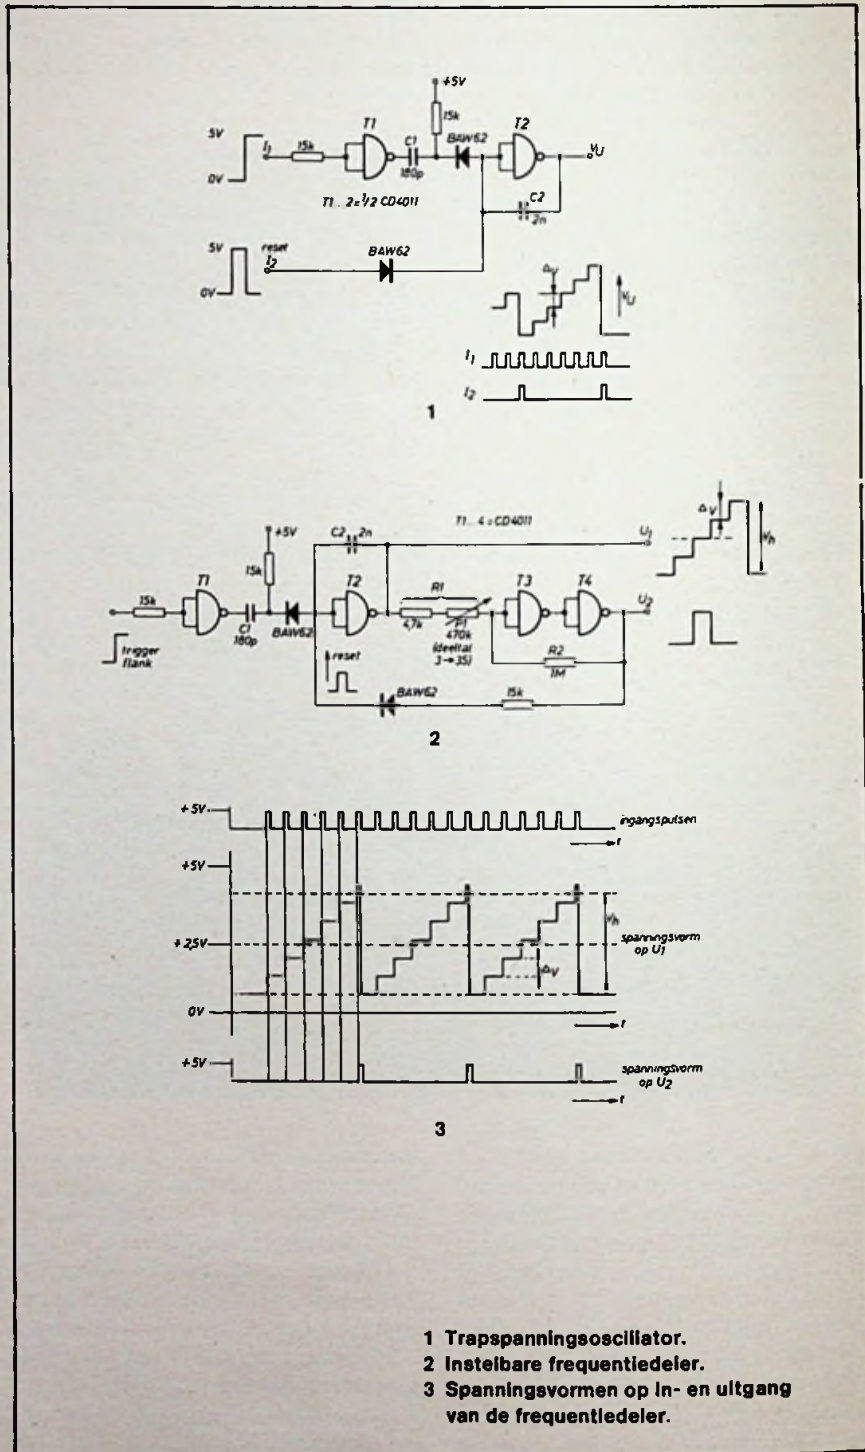 +5V
15k
T1
C1
180p
BAW62
T2
VU
5V
0V
I1
15k
T1...2=1/2 CD4011
C2
2n
5V
0V
reset
I2
BAW62
ΔV
VU
I1
I2
1
T1...4=CD4011
+5V
15k
C2 2n
U1
ΔV
Vh
15k
T1
C1
180p
BAW62
T2
R1
4,7k
P1
470k
(deeltal
3→35)
T3
T4
U2
trigger
flank
reset
BAW62
15k
R2
1M
2
+5V
ingangspulsen
t
+5V
+2,5V
0V
Vh
ΔV
spanningsvorm
op U1
t
+5V
spanningsvorm
op U2
t
3
1 Trapspanningsoscillator.
2 Instelbare frequentiedeler.
3 Spanningsvormen op in- en uitgang
van de frequentiedeler.